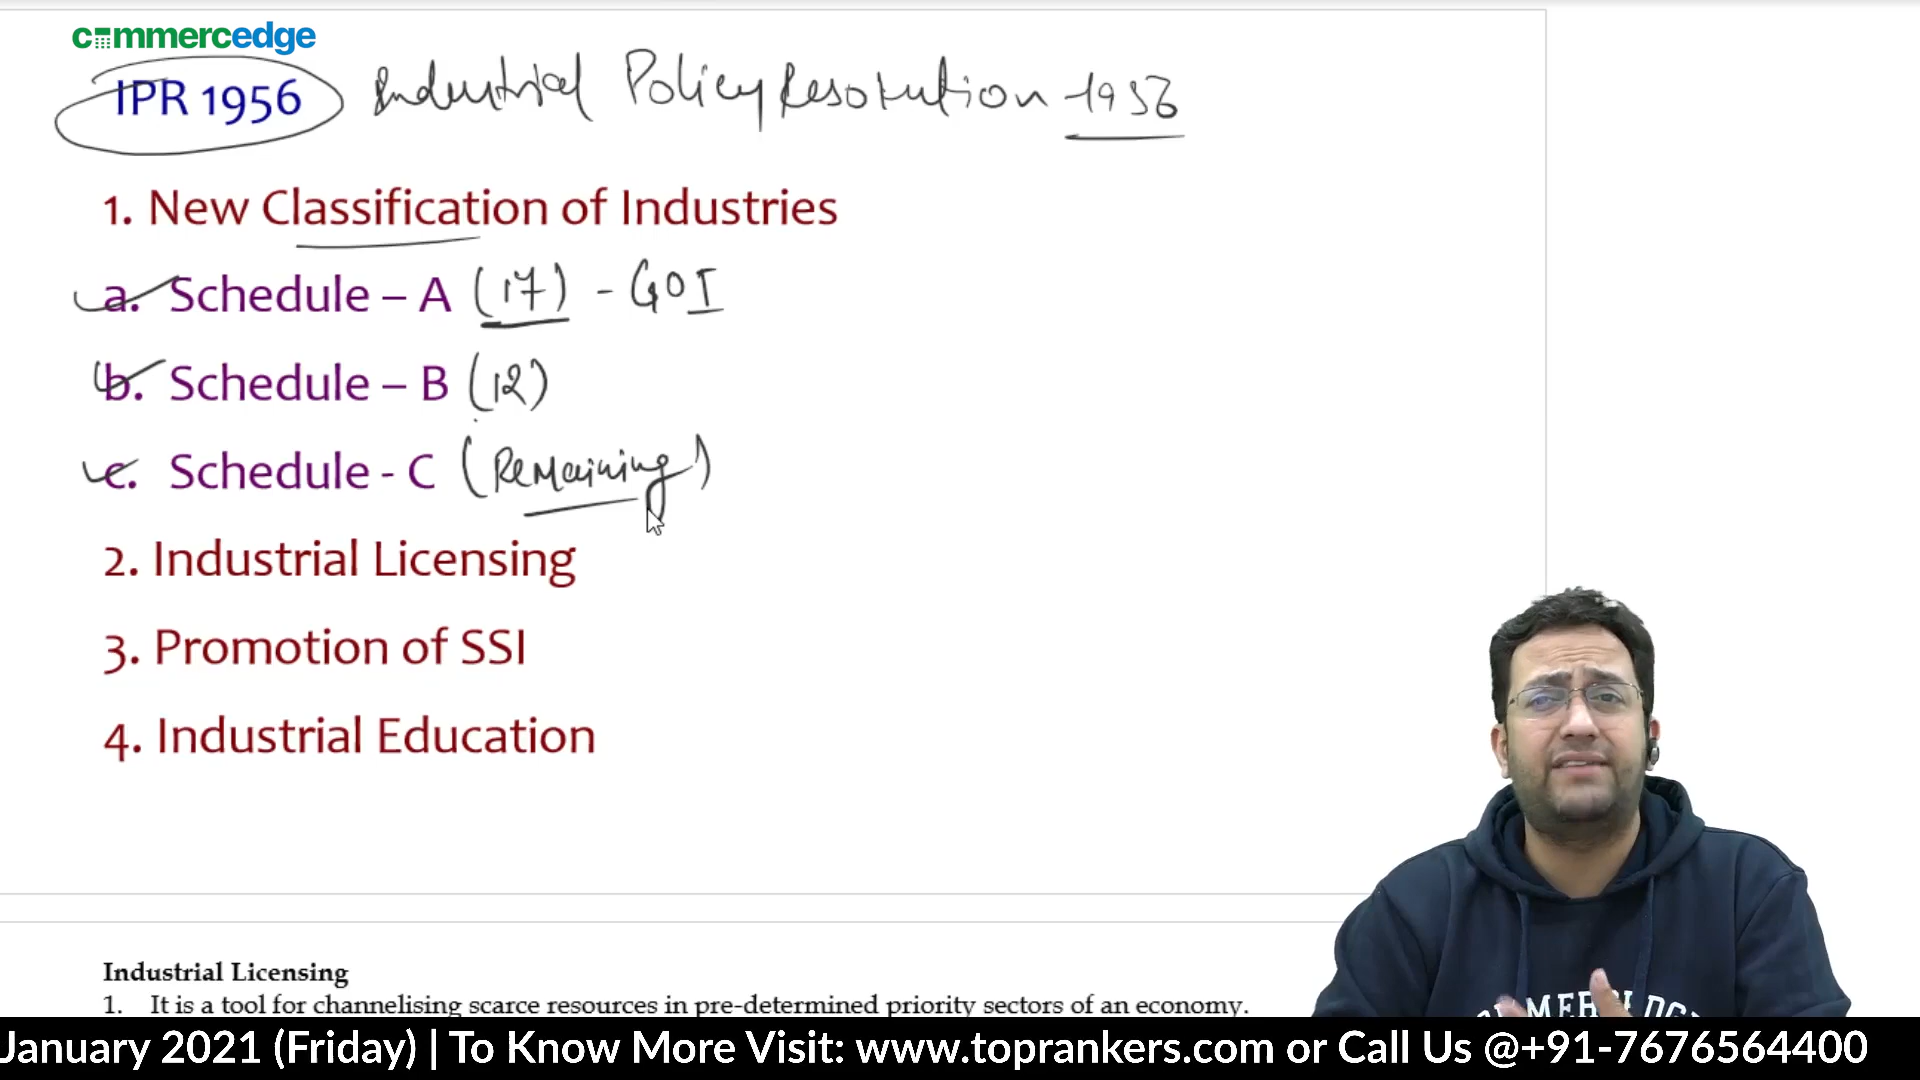 commercedge
IPR 1956 Industrial Policy Resolution - 1956
1. New Classification of Industries
a. Schedule – A (17) - GOI
b. Schedule – B (12)
c. Schedule - C (Remaining)
2. Industrial Licensing
3. Promotion of SSI
4. Industrial Education
Industrial Licensing
1. It is a tool for channelising scarce resources in pre-determined priority sectors of an economy.
January 2021 (Friday) | To Know More Visit: www.toprankers.com or Call Us @+91-7676564400